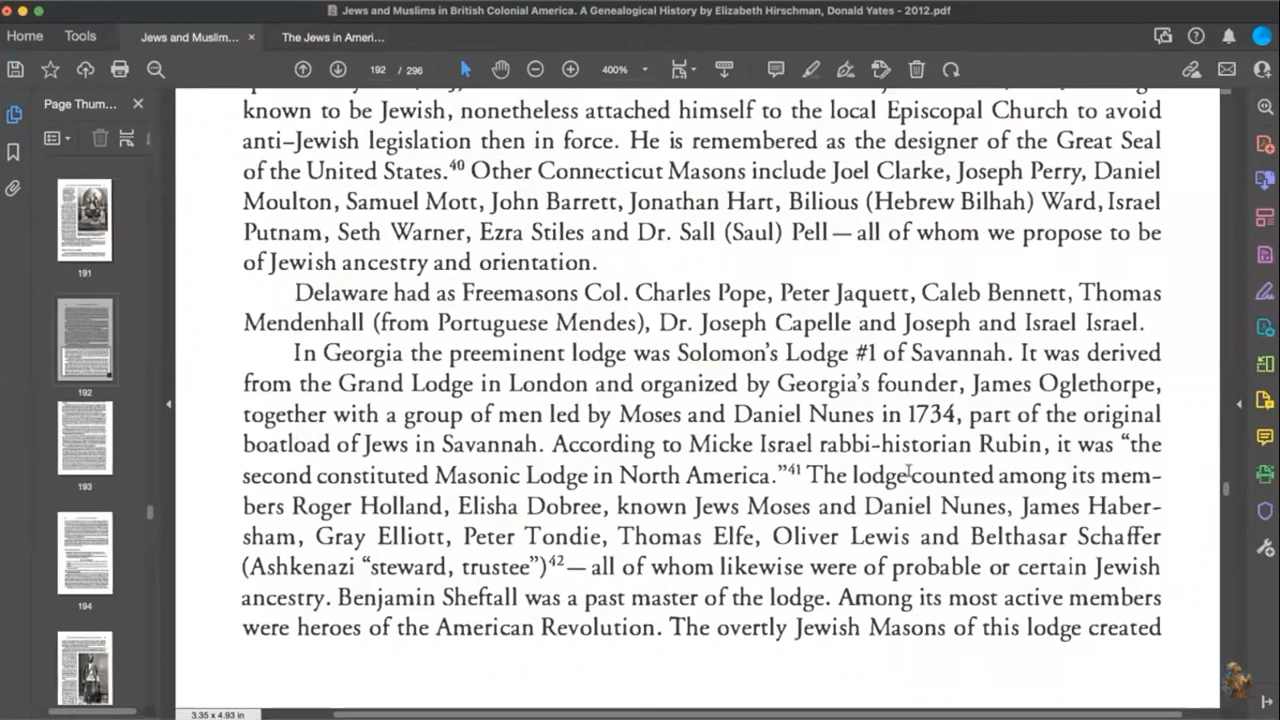 Jews and Muslims in British Colonial America. A Genealogical History by Elizabeth Hirschman, Donald Yates - 2012.pdf
Home Tools Jews and Muslim... × The Jews in Ameri...
192 / 296 400%
Page Thum... ×
known to be Jewish, nonetheless attached himself to the local Episcopal Church to avoid
anti–Jewish legislation then in force. He is remembered as the designer of the Great Seal
of the United States.40 Other Connecticut Masons include Joel Clarke, Joseph Perry, Daniel
Moulton, Samuel Mott, John Barrett, Jonathan Hart, Bilious (Hebrew Bilhah) Ward, Israel
Putnam, Seth Warner, Ezra Stiles and Dr. Sall (Saul) Pell—all of whom we propose to be
of Jewish ancestry and orientation.
Delaware had as Freemasons Col. Charles Pope, Peter Jaquett, Caleb Bennett, Thomas
Mendenhall (from Portuguese Mendes), Dr. Joseph Capelle and Joseph and Israel Israel.
In Georgia the preeminent lodge was Solomon's Lodge #1 of Savannah. It was derived
from the Grand Lodge in London and organized by Georgia's founder, James Oglethorpe,
together with a group of men led by Moses and Daniel Nunes in 1734, part of the original
boatload of Jews in Savannah. According to Micke Israel rabbi-historian Rubin, it was "the
second constituted Masonic Lodge in North America."41 The lodge counted among its mem-
bers Roger Holland, Elisha Dobree, known Jews Moses and Daniel Nunes, James Haber-
sham, Gray Elliott, Peter Tondie, Thomas Elfe, Oliver Lewis and Belthasar Schaffer
(Ashkenazi "steward, trustee")42—all of whom likewise were of probable or certain Jewish
ancestry. Benjamin Sheftall was a past master of the lodge. Among its most active members
were heroes of the American Revolution. The overtly Jewish Masons of this lodge created
191
192
193
194
3.35 x 4.93 in